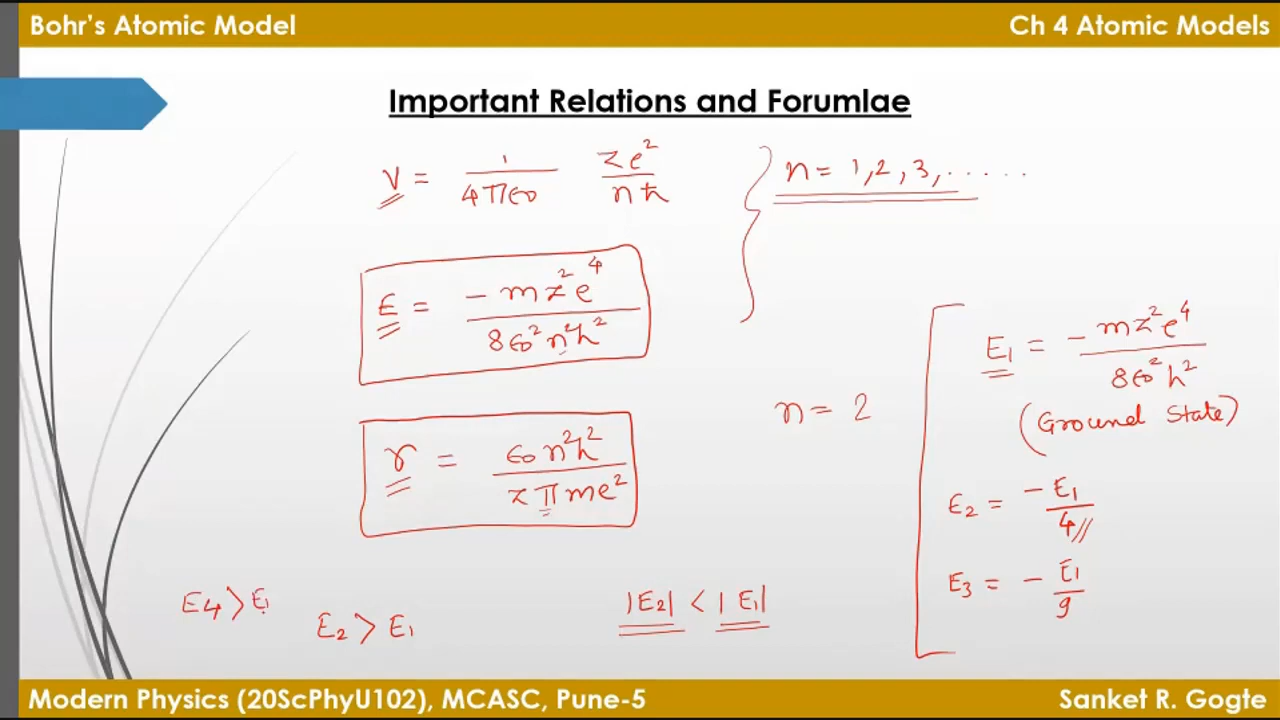 Bohr's Atomic Model
Ch 4 Atomic Models
Important Relations and Forumlae
v = 1/4πε0 Ze²/nħ
n = 1, 2, 3, ......
E = -mz²e⁴/8ε0²n²h²
r = ε0n²h²/zπme²
n = 2
E1 = -mz²e⁴/8ε0²h²
(Ground State)
E2 = -E1/4
E3 = -E1/9
E4 > E1
E2 > E1
|E2| < |E1|
Modern Physics (20ScPhyU102), MCASC, Pune-5
Sanket R. Gogte